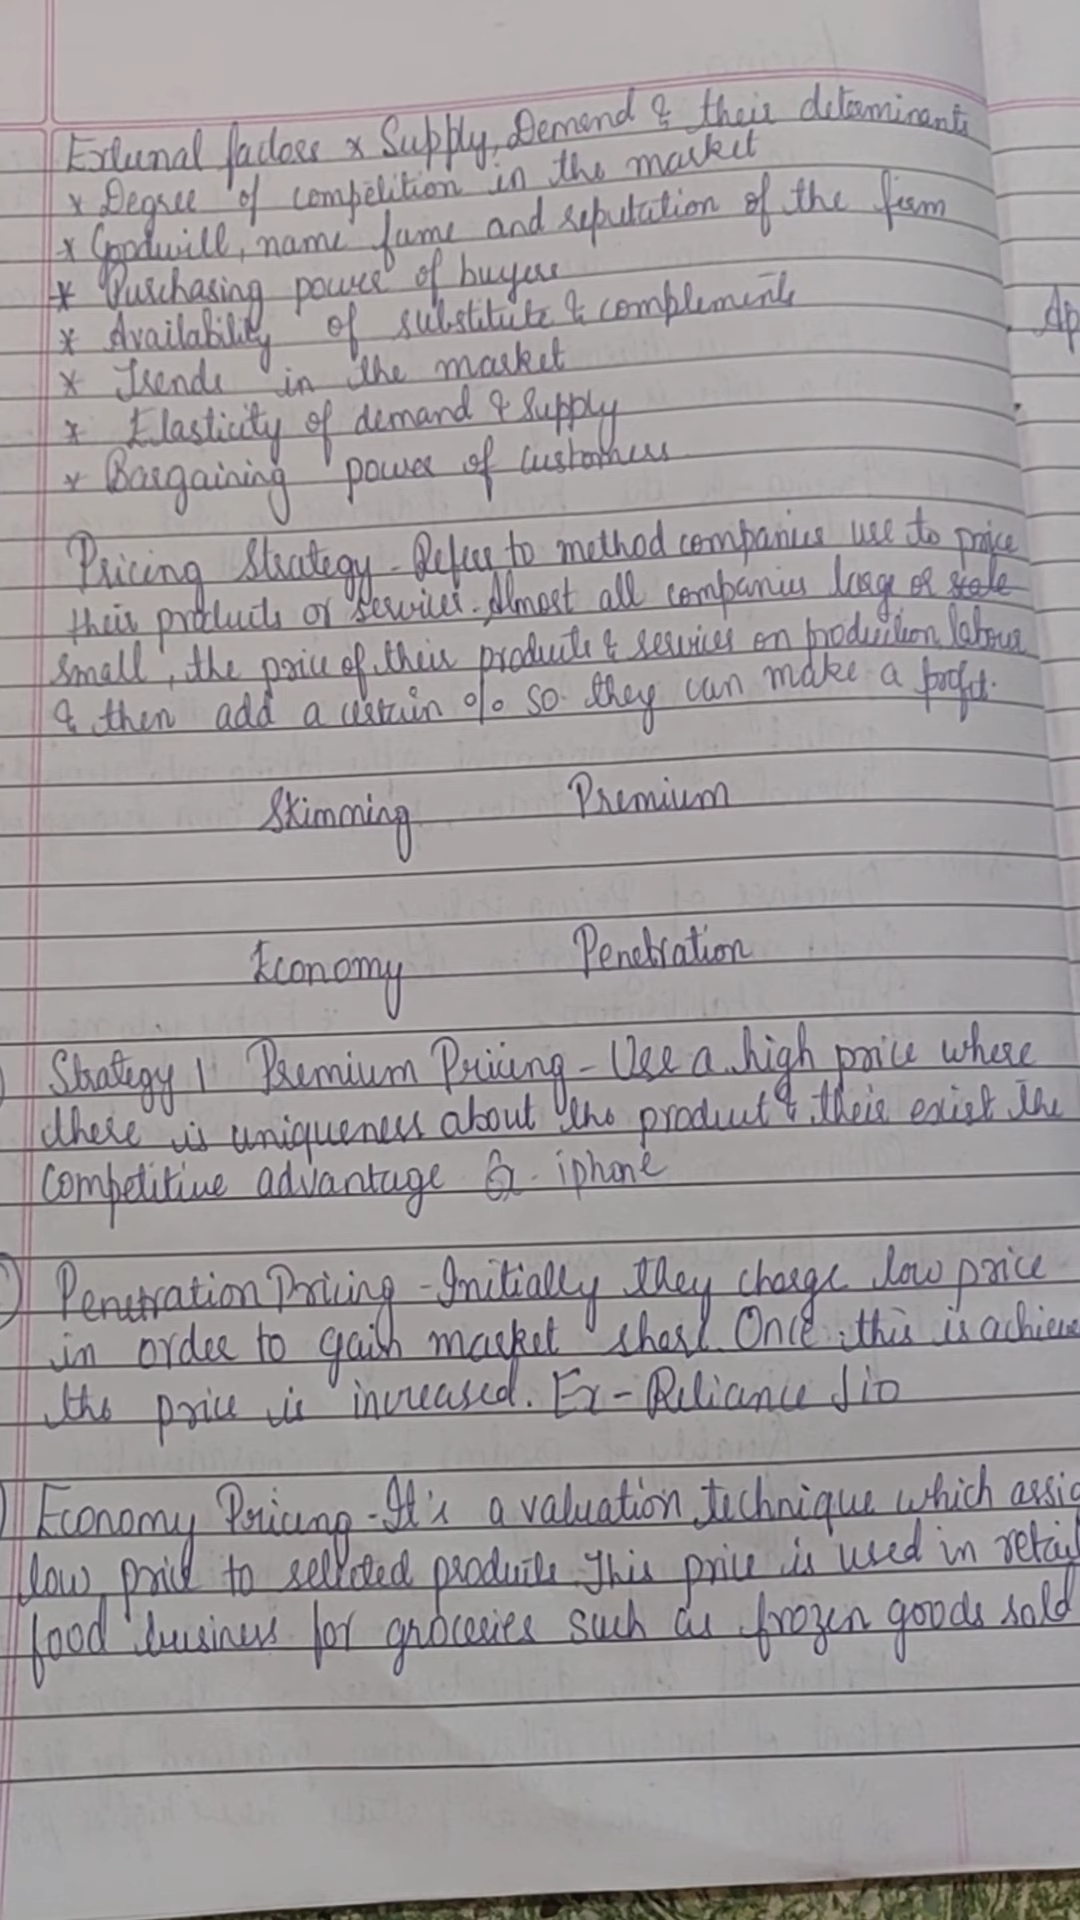 External factors x Supply, Demand & their determinants
x Degree of competition in the market
x Goodwill, name fame and reputation of the firm
x Purchasing power of buyers
x Availability of substitute & complements
x Trends in the market
x Elasticity of demand & supply
x Bargaining power of customers
Ap
Pricing Strategy - Refers to method companies use to price
their products or services. Almost all companies large or
small, the price of their products & services on production labour
& then add a certain % so they can make a profit.
Skimming Premium
Economy Penetration
Strategy 1 Premium Pricing - Use a high price where
there is uniqueness about the product & their exist the
competitive advantage Ex - iphone
Penetration Pricing - Initially they charge low price
in order to gain market share. Once this is achieve
the price is increased. Ex - Reliance Jio
Economy Pricing - It is a valuation technique which assig
low price to selected products. This price is used in retail
food business for groceries such as frozen goods sold